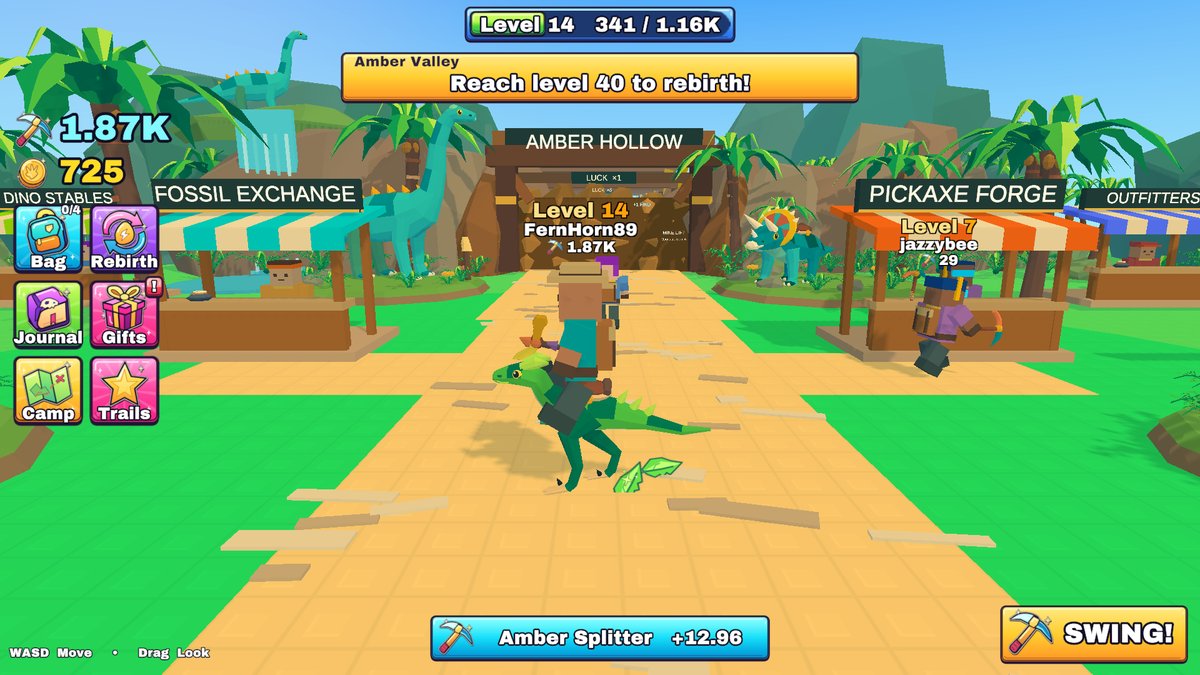 Level 14 341 / 1.16K
Amber Valley
Reach level 40 to rebirth!
1.87K
725
AMBER HOLLOW
LUCK ×1
DINO STABLES
FOSSIL EXCHANGE
PICKAXE FORGE
OUTFITTERS
Level 14
FernHorn89
1.87K
Level 7
jazzybee
29
0/4
Bag
Rebirth
Journal
!
Gifts
Camp
Trails
Amber Splitter +12.96
SWING!
WASD Move • Drag Look